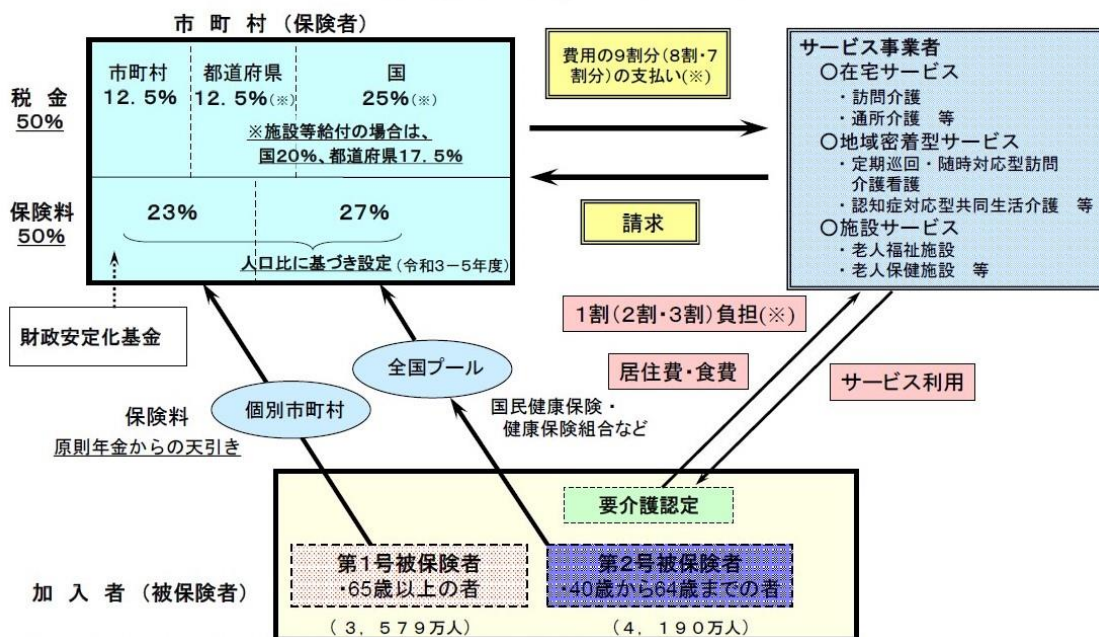 市 町 村 （保険者）
税 金
50%
市町村
12．5%
都道府県
12．5%(※)
国
25%(※)
※施設等給付の場合は、
国20%、都道府県17．5%
保険料
50%
23%
27%
人口比に基づき設定 (令和3－5年度)
財政安定化基金
費用の9割分（8割・7
割分）の支払い(※)
請求
サービス事業者
○在宅サービス
・訪問介護
・通所介護 等
○地域密着型サービス
・定期巡回・随時対応型訪問
介護看護
・認知症対応型共同生活介護 等
○施設サービス
・老人福祉施設
・老人保健施設 等
1割（2割・3割）負担(※)
居住費・食費
サービス利用
全国プール
個別市町村
保険料
原則年金からの天引き
国民健康保険・
健康保険組合など
要介護認定
加 入 者 （被保険者）
第1号被保険者
・65歳以上の者
（３，５７９万人）
第2号被保険者
・40歳から64歳までの者
（４，１９０万人）